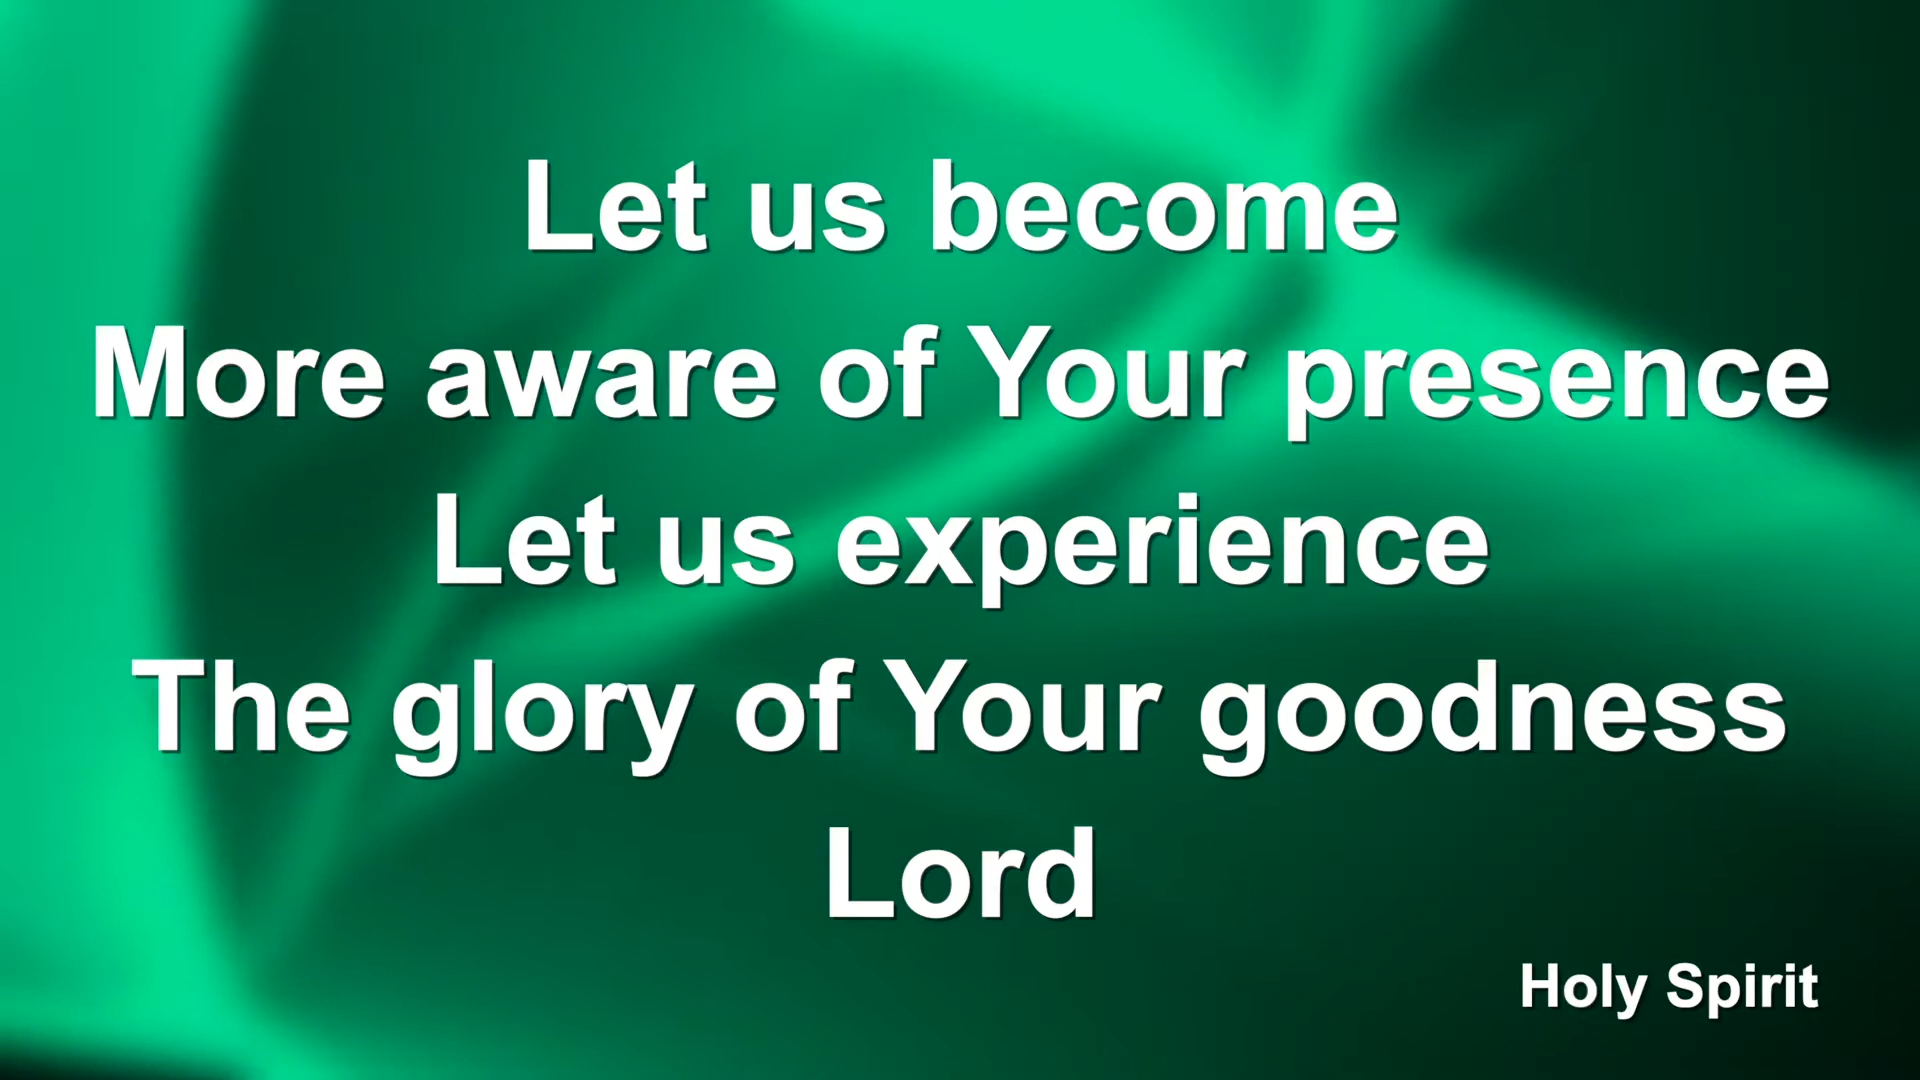 Let us become
More aware of Your presence
Let us experience
The glory of Your goodness
Lord
Holy Spirit